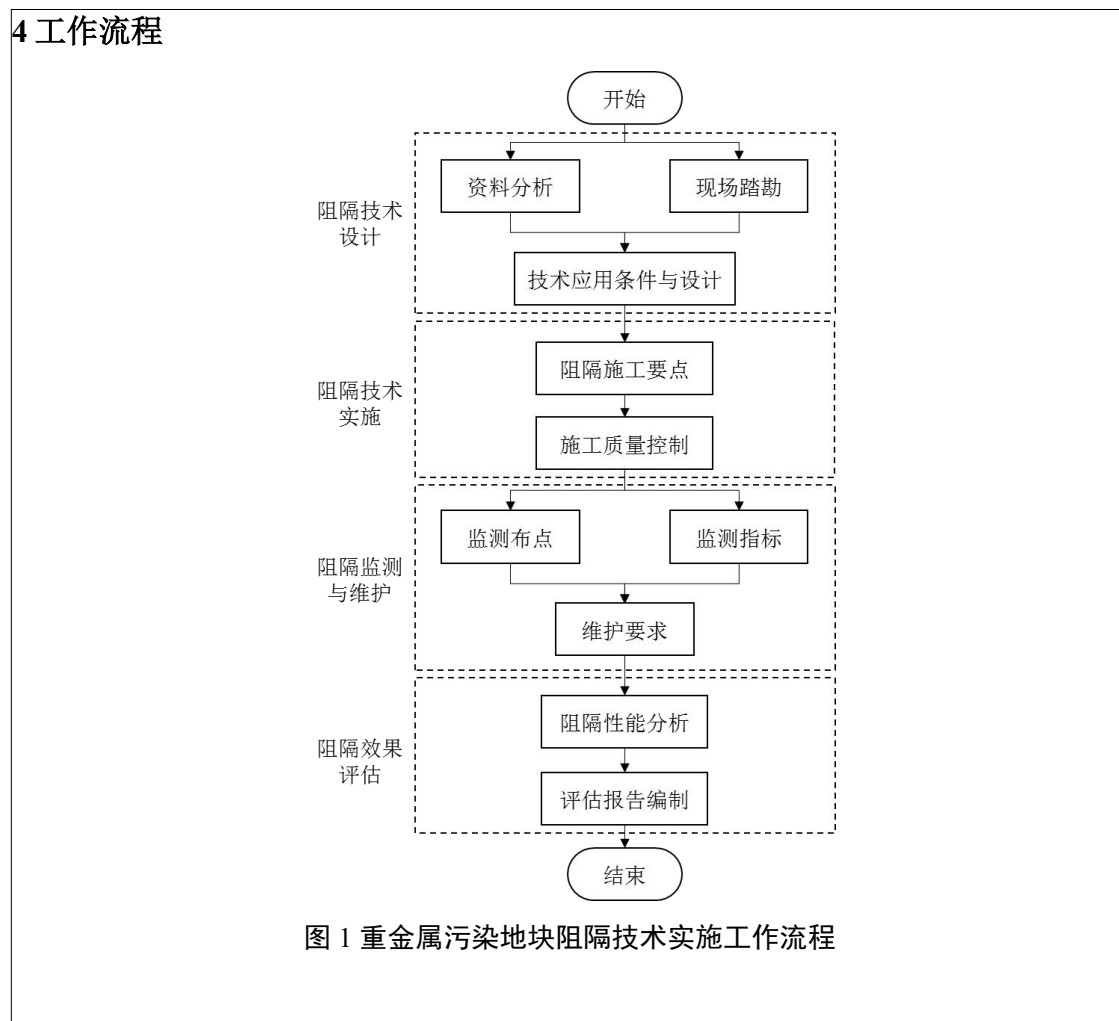 4 工作流程
开始
资料分析
现场踏勘
阻隔技术
设计
技术应用条件与设计
阻隔施工要点
阻隔技术
实施
施工质量控制
监测布点
监测指标
阻隔监测
与维护
维护要求
阻隔性能分析
阻隔效果
评估
评估报告编制
结束
图 1 重金属污染地块阻隔技术实施工作流程